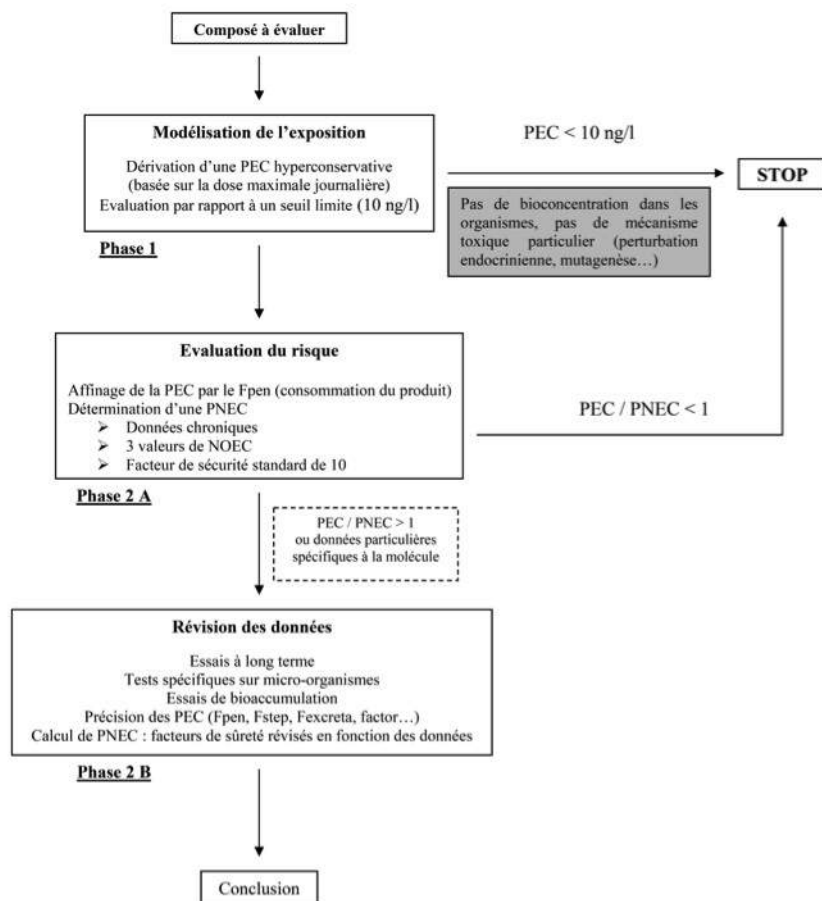 Composé à évaluer
Modélisation de l'exposition
Dérivation d'une PEC hyperconservative
(basée sur la dose maximale journalière)
Evaluation par rapport à un seuil limite (10 ng/l)
Phase 1
PEC < 10 ng/l
STOP
Pas de bioconcentration dans les
organismes, pas de mécanisme
toxique particulier (perturbation
endocrinienne, mutagenèse…)
Evaluation du risque
Affinage de la PEC par le Fpen (consommation du produit)
Détermination d'une PNEC
➢ Données chroniques
➢ 3 valeurs de NOEC
➢ Facteur de sécurité standard de 10
Phase 2 A
PEC / PNEC < 1
PEC / PNEC > 1
ou données particulières
spécifiques à la molécule
Révision des données
Essais à long terme
Tests spécifiques sur micro-organismes
Essais de bioaccumulation
Précision des PEC (Fpen, Fstep, Fexcreta, factor…)
Calcul de PNEC : facteurs de sûreté révisés en fonction des données
Phase 2 B
Conclusion